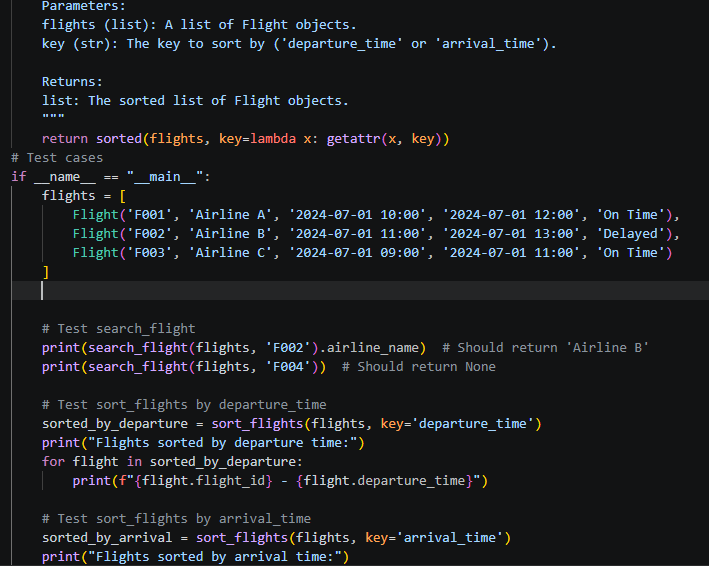 Parameters:
    flights (list): A list of Flight objects.
    key (str): The key to sort by ('departure_time' or 'arrival_time').

    Returns:
    list: The sorted list of Flight objects.
    """
    return sorted(flights, key=lambda x: getattr(x, key))
# Test cases
if __name__ == "__main__":
    flights = [
        Flight('F001', 'Airline A', '2024-07-01 10:00', '2024-07-01 12:00', 'On Time'),
        Flight('F002', 'Airline B', '2024-07-01 11:00', '2024-07-01 13:00', 'Delayed'),
        Flight('F003', 'Airline C', '2024-07-01 09:00', '2024-07-01 11:00', 'On Time')
    ]

    # Test search_flight
    print(search_flight(flights, 'F002').airline_name)  # Should return 'Airline B'
    print(search_flight(flights, 'F004'))  # Should return None

    # Test sort_flights by departure_time
    sorted_by_departure = sort_flights(flights, key='departure_time')
    print("Flights sorted by departure time:")
    for flight in sorted_by_departure:
        print(f"{flight.flight_id} - {flight.departure_time}")

    # Test sort_flights by arrival_time
    sorted_by_arrival = sort_flights(flights, key='arrival_time')
    print("Flights sorted by arrival time:")